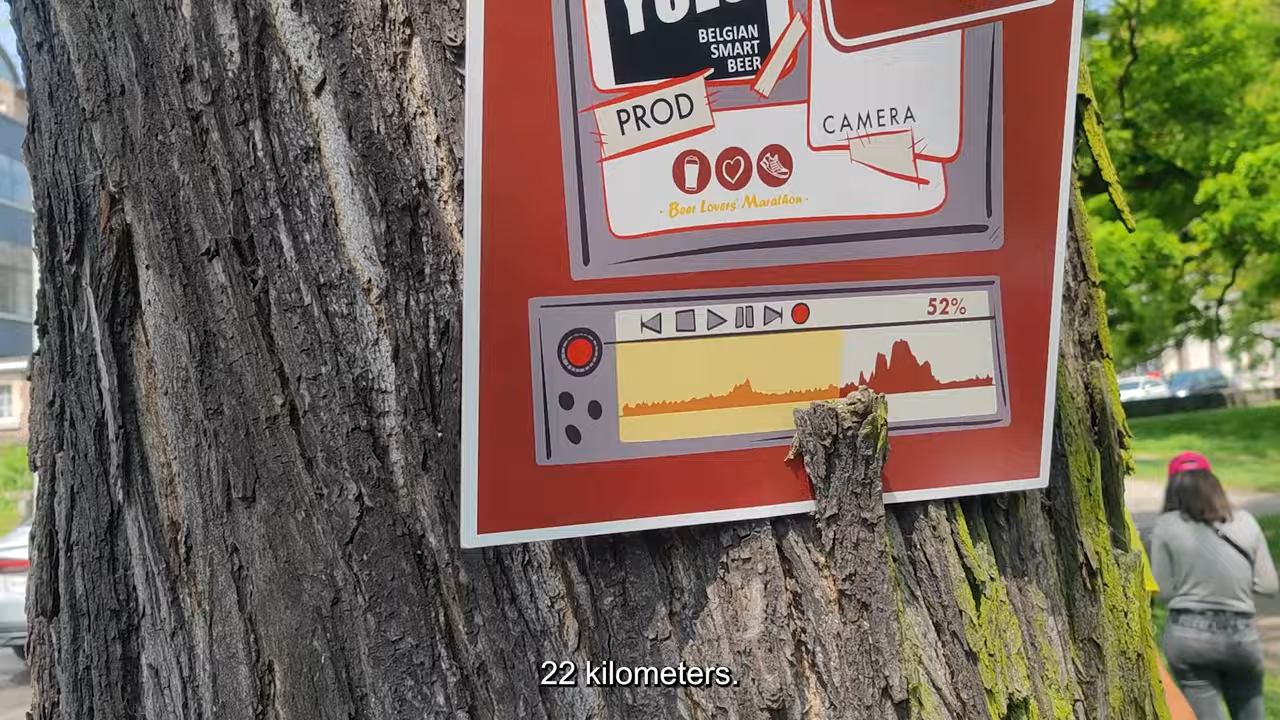 BELGIAN
SMART
BEER
PROD
CAMERA
- Beer Lovers' Marathon -
52%
22 kilometers.